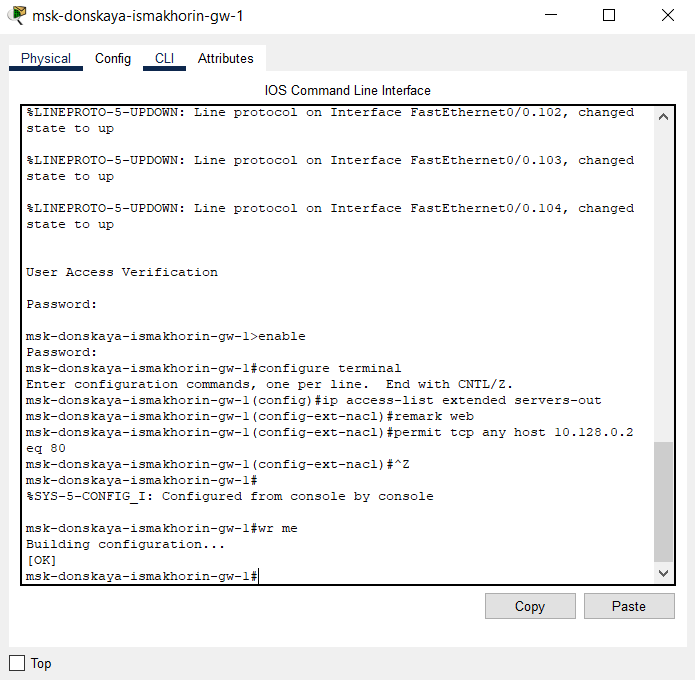 msk-donskaya-ismakhorin-gw-1
Physical Config CLI Attributes
IOS Command Line Interface
%LINEPROTO-5-UPDOWN: Line protocol on Interface FastEthernet0/0.102, changed
state to up
%LINEPROTO-5-UPDOWN: Line protocol on Interface FastEthernet0/0.103, changed
state to up
%LINEPROTO-5-UPDOWN: Line protocol on Interface FastEthernet0/0.104, changed
state to up
User Access Verification
Password:
msk-donskaya-ismakhorin-gw-1>enable
Password:
msk-donskaya-ismakhorin-gw-1#configure terminal
Enter configuration commands, one per line.  End with CNTL/Z.
msk-donskaya-ismakhorin-gw-1(config)#ip access-list extended servers-out
msk-donskaya-ismakhorin-gw-1(config-ext-nacl)#remark web
msk-donskaya-ismakhorin-gw-1(config-ext-nacl)#permit tcp any host 10.128.0.2
eq 80
msk-donskaya-ismakhorin-gw-1(config-ext-nacl)#^Z
msk-donskaya-ismakhorin-gw-1#
%SYS-5-CONFIG_I: Configured from console by console
msk-donskaya-ismakhorin-gw-1#wr me
Building configuration...
[OK]
msk-donskaya-ismakhorin-gw-1#
Copy Paste
Top